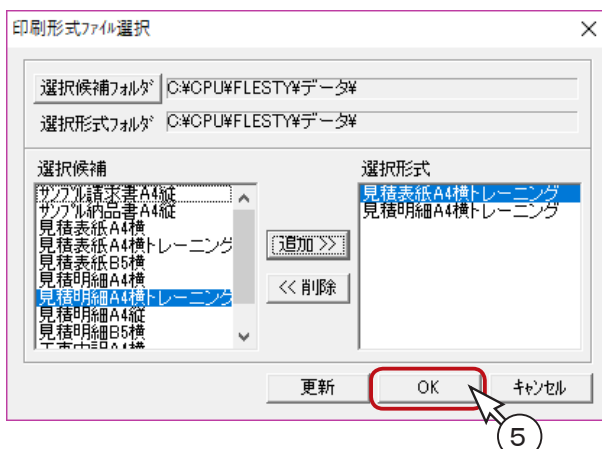 印刷形式ﾌｧｲﾙ選択
選択候補ﾌｫﾙﾀﾞ C:¥CPU¥FLESTY¥データ¥
選択形式ﾌｫﾙﾀﾞ C:¥CPU¥FLESTY¥データ¥
選択候補
選択形式
ｻﾝﾌﾟﾙ請求書A4縦
ｻﾝﾌﾟﾙ納品書A4縦
見積表紙A4横
見積表紙A4横トレーニング
見積表紙B5横
見積明細A4横
見積明細A4横トレーニング
見積明細A4縦
見積明細B5横
工事内訳A4横
追加 >>
<< 削除
見積表紙A4横トレーニング
見積明細A4横トレーニング
更新
OK
ｷｬﾝｾﾙ
5